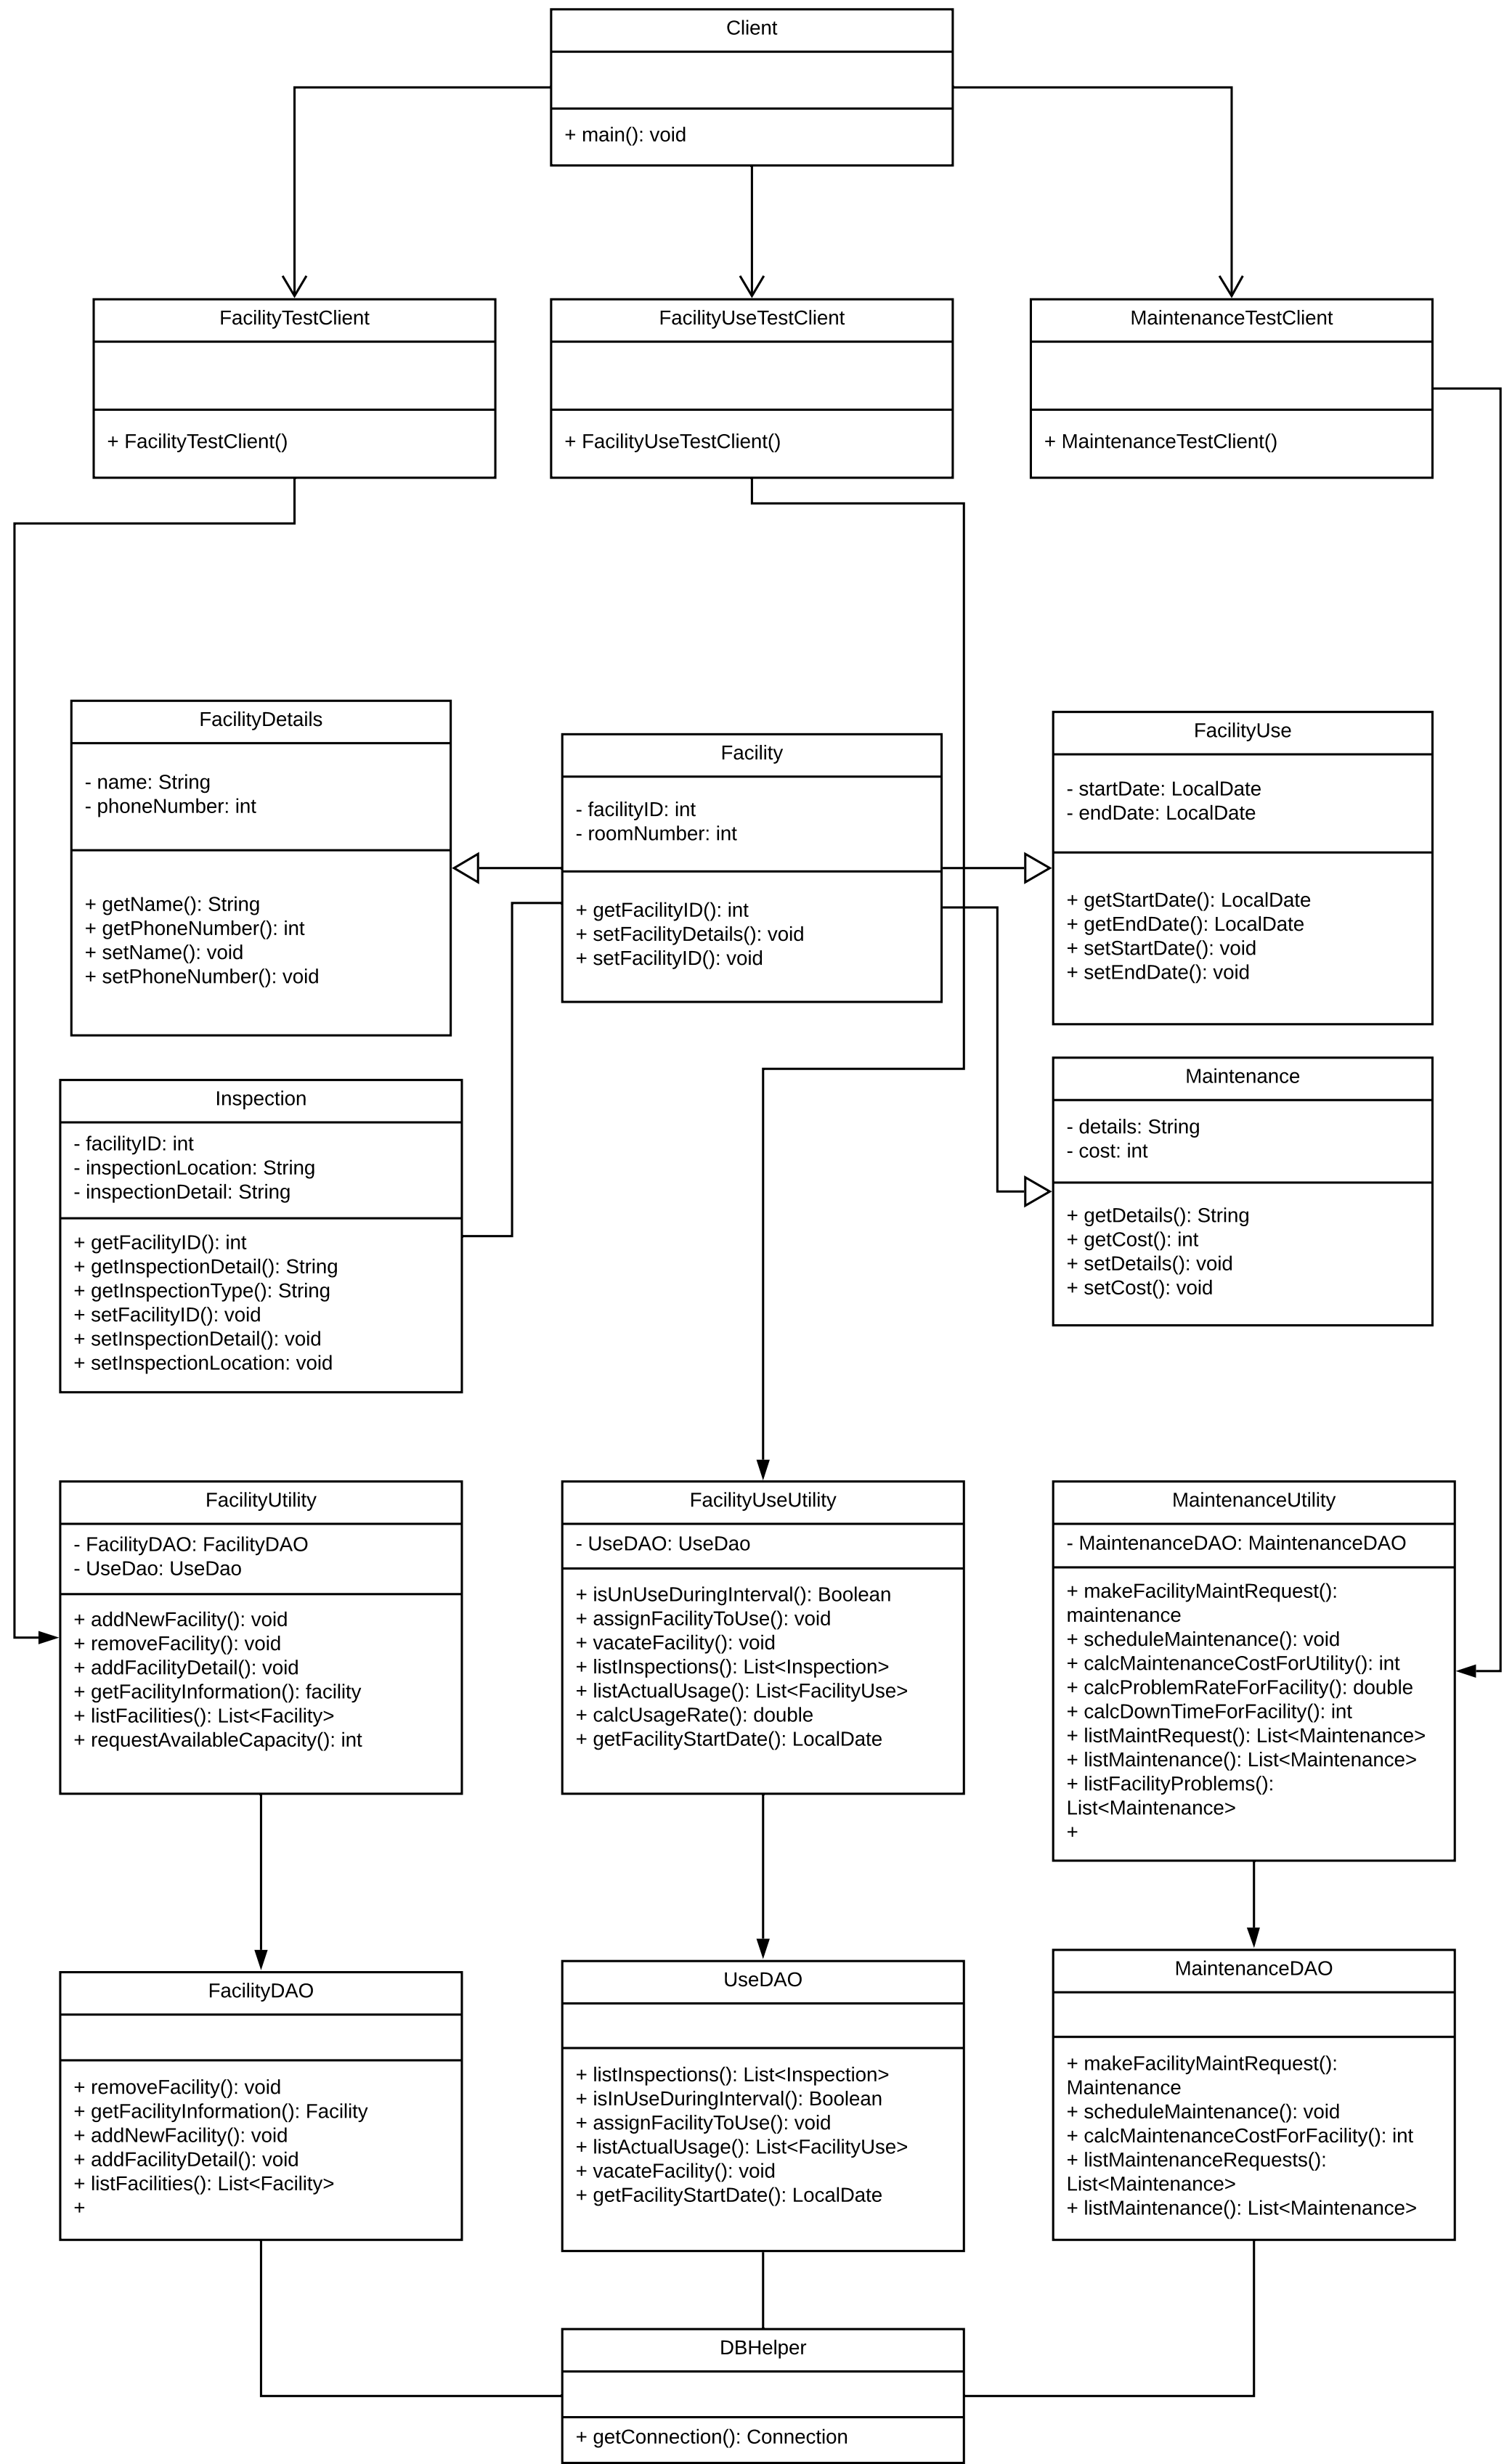 Client
+ main(): void
FacilityTestClient
+ FacilityTestClient()
FacilityUseTestClient
+ FacilityUseTestClient()
MaintenanceTestClient
+ MaintenanceTestClient()
FacilityDetails
- name: String
- phoneNumber: int
+ getName(): String
+ getPhoneNumber(): int
+ setName(): void
+ setPhoneNumber(): void
Facility
- facilityID: int
- roomNumber: int
+ getFacilityID(): int
+ setFacilityDetails(): void
+ setFacilityID(): void
FacilityUse
- startDate: LocalDate
- endDate: LocalDate
+ getStartDate(): LocalDate
+ getEndDate(): LocalDate
+ setStartDate(): void
+ setEndDate(): void
Inspection
- facilityID: int
- inspectionLocation: String
- inspectionDetail: String
+ getFacilityID(): int
+ getInspectionDetail(): String
+ getInspectionType(): String
+ setFacilityID(): void
+ setInspectionDetail(): void
+ setInspectionLocation: void
Maintenance
- details: String
- cost: int
+ getDetails(): String
+ getCost(): int
+ setDetails(): void
+ setCost(): void
FacilityUtility
- FacilityDAO: FacilityDAO
- UseDao: UseDao
+ addNewFacility(): void
+ removeFacility(): void
+ addFacilityDetail(): void
+ getFacilityInformation(): facility
+ listFacilities(): List<Facility>
+ requestAvailableCapacity(): int
FacilityUseUtility
- UseDAO: UseDao
+ isUnUseDuringInterval(): Boolean
+ assignFacilityToUse(): void
+ vacateFacility(): void
+ listInspections(): List<Inspection>
+ listActualUsage(): List<FacilityUse>
+ calcUsageRate(): double
+ getFacilityStartDate(): LocalDate
MaintenanceUtility
- MaintenanceDAO: MaintenanceDAO
+ makeFacilityMaintRequest():
maintenance
+ scheduleMaintenance(): void
+ calcMaintenanceCostForUtility(): int
+ calcProblemRateForFacility(): double
+ calcDownTimeForFacility(): int
+ listMaintRequest(): List<Maintenance>
+ listMaintenance(): List<Maintenance>
+ listFacilityProblems():
List<Maintenance>
+
FacilityDAO
+ removeFacility(): void
+ getFacilityInformation(): Facility
+ addNewFacility(): void
+ addFacilityDetail(): void
+ listFacilities(): List<Facility>
+
UseDAO
+ listInspections(): List<Inspection>
+ isInUseDuringInterval(): Boolean
+ assignFacilityToUse(): void
+ listActualUsage(): List<FacilityUse>
+ vacateFacility(): void
+ getFacilityStartDate(): LocalDate
MaintenanceDAO
+ makeFacilityMaintRequest():
Maintenance
+ scheduleMaintenance(): void
+ calcMaintenanceCostForFacility(): int
+ listMaintenanceRequests():
List<Maintenance>
+ listMaintenance(): List<Maintenance>
DBHelper
+ getConnection(): Connection